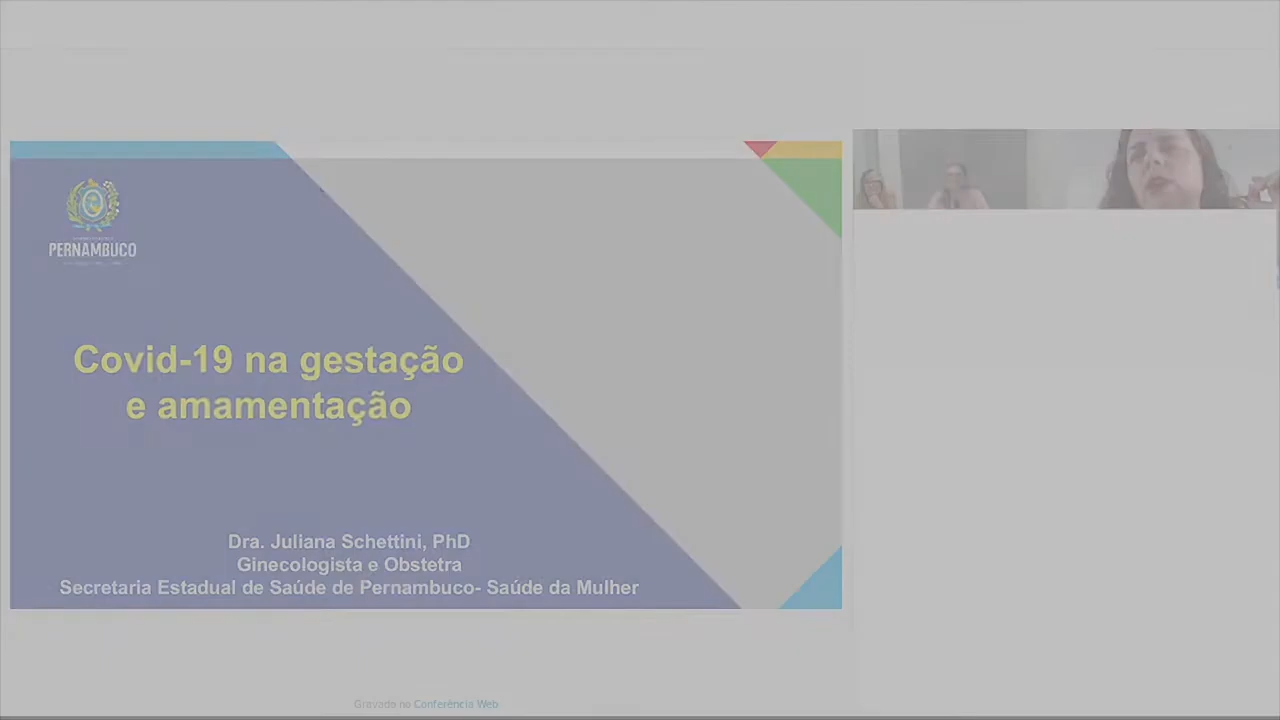 PERNAMBUCO
Covid-19 na gestação
e amamentação
Dra. Juliana Schettini, PhD
Ginecologista e Obstetra
Secretaria Estadual de Saúde de Pernambuco- Saúde da Mulher
Gravado no Conferência Web